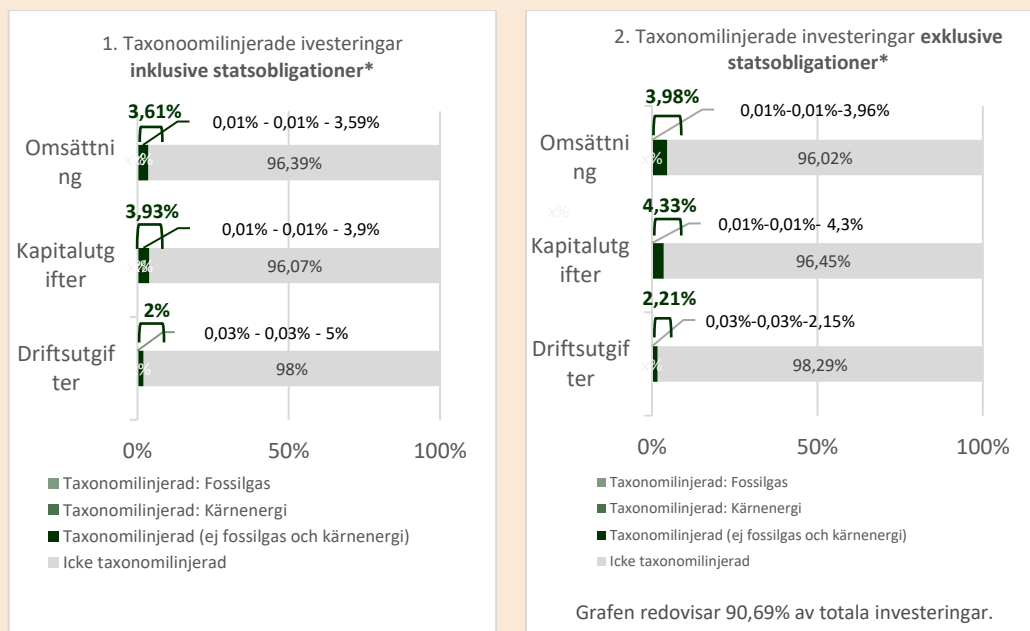 1. Taxonoomilinjerade ivesteringar
inklusive statsobligationer*
3,61%
0,01% - 0,01% - 3,59%
Omsättni
ng
96,39%
3,93%
0,01% - 0,01% - 3,9%
Kapitalutg
ifter
96,07%
2%
0,03% - 0,03% - 5%
Driftsutgif
ter
98%
0%
50%
100%
Taxonomilinjerad: Fossilgas
Taxonomilinjerad: Kärnenergi
Taxonomilinjerad (ej fossilgas och kärnenergi)
Icke taxonomilinjerad
2. Taxonomilinjerade investeringar exklusive
statsobligationer*
3,98%
0,01%-0,01%-3,96%
Omsättni
ng
x%
96,02%
x%
4,33%
0,01%-0,01%- 4,3%
Kapitalutg
ifter
96,45%
2,21%
0,03%-0,03%-2,15%
Driftsutgif
ter
x%
98,29%
0%
50%
100%
Taxonomilinjerad: Fossilgas
Taxonomilinjerad: Kärnenergi
Taxonomilinjerad (ej fossilgas och kärnenergi)
Icke taxonomilinjerad
Grafen redovisar 90,69% av totala investeringar.